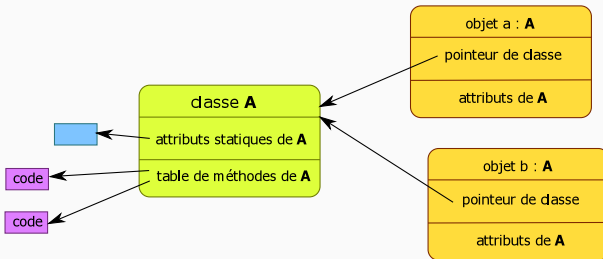 objet a : A
pointeur de classe
attributs de A
classe A
attributs statiques de A
table de méthodes de A
code
code
objet b : A
pointeur de classe
attributs de A